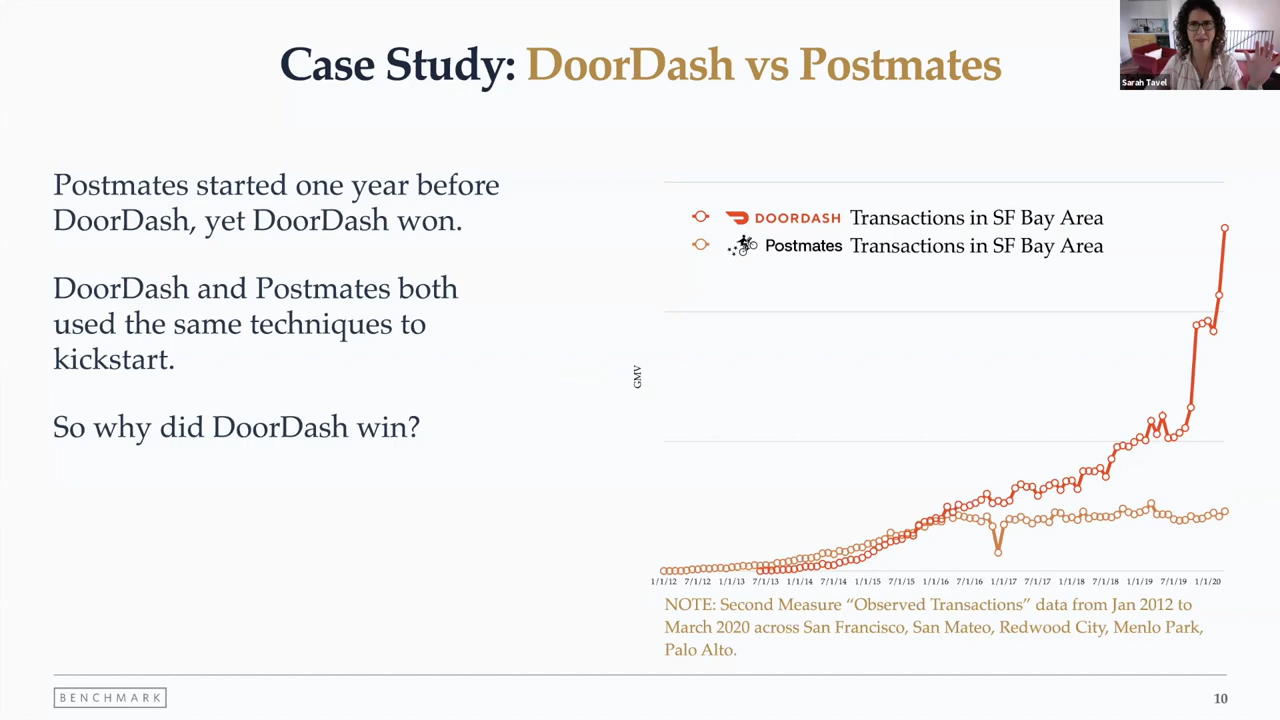 Case Study: DoorDash vs Postmates
Sarah Tavel
Postmates started one year before
DoorDash, yet DoorDash won.
DoorDash and Postmates both
used the same techniques to
kickstart.
So why did DoorDash win?
DOORDASH Transactions in SF Bay Area
Postmates Transactions in SF Bay Area
GMV
1/1/12 7/1/12 1/1/13 7/1/13 1/1/14 7/1/14 1/1/15 7/1/15 1/1/16 7/1/16 1/1/17 7/1/17 1/1/18 7/1/18 1/1/19 7/1/19 1/1/20
NOTE: Second Measure “Observed Transactions” data from Jan 2012 to
March 2020 across San Francisco, San Mateo, Redwood City, Menlo Park,
Palo Alto.
BENCHMARK
10